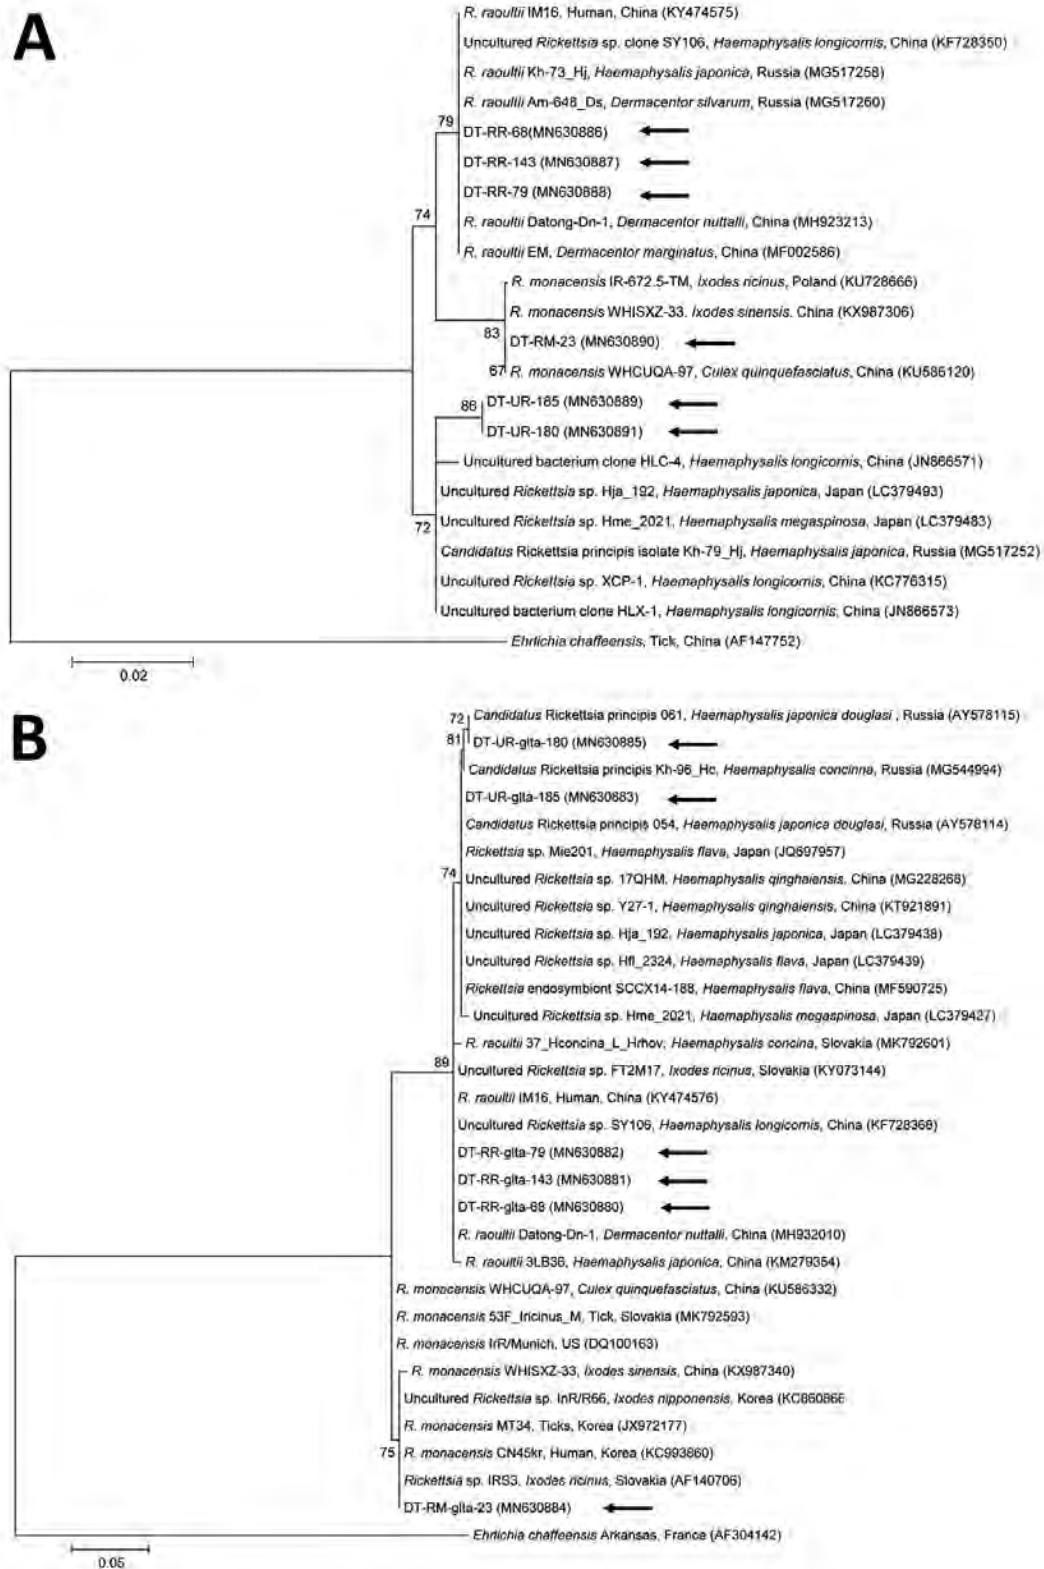 A
R. raoultii IM16, Human, China (KY474575)
Uncultured Rickettsia sp. clone SY106, Haemaphysalis longicornis, China (KF728350)
R. raoultii Kh-73_Hj, Haemaphysalis japonica, Russia (MG517258)
R. raoultii Am-648_Ds, Dermacentor silvarum, Russia (MG517260)
79
DT-RR-68(MN630886)
DT-RR-143 (MN630887)
DT-RR-79 (MN630888)
74
R. raoultii Datong-Dn-1, Dermacentor nuttalli, China (MH923213)
R. raoultii EM, Dermacentor marginatus, China (MF002586)
R. monacensis IR-672.5-TM, Ixodes ricinus, Poland (KU728666)
R. monacensis WHISXZ-33, Ixodes sinensis, China (KX987306)
83
DT-RM-23 (MN630890)
67 R. monacensis WHCUQA-97, Culex quinquefasciatus, China (KU586120)
86
DT-UR-185 (MN630889)
DT-UR-180 (MN630891)
Uncultured bacterium clone HLC-4, Haemaphysalis longicornis, China (JN866571)
Uncultured Rickettsia sp. Hja_192, Haemaphysalis japonica, Japan (LC379493)
Uncultured Rickettsia sp. Hme_2021, Haemaphysalis megaspinosa, Japan (LC379483)
72
Candidatus Rickettsia principis isolate Kh-79_Hj, Haemaphysalis japonica, Russia (MG517252)
Uncultured Rickettsia sp. XCP-1, Haemaphysalis longicornis, China (KC776315)
Uncultured bacterium clone HLX-1, Haemaphysalis longicornis, China (JN866573)
Ehrlichia chaffeensis, Tick, China (AF147752)
0.02
B
72
Candidatus Rickettsia principis 061, Haemaphysalis japonica douglasi , Russia (AY578115)
81
DT-UR-glta-180 (MN630885)
Candidatus Rickettsia principis Kh-96_Hc, Haemaphysalis concinna, Russia (MG544994)
DT-UR-glta-185 (MN630883)
Candidatus Rickettsia principis 054, Haemaphysalis japonica douglasi, Russia (AY578114)
Rickettsia sp. Mie201, Haemaphysalis flava, Japan (JQ697957)
74
Uncultured Rickettsia sp. 17QHM, Haemaphysalis qinghaiensis, China (MG228268)
Uncultured Rickettsia sp. Y27-1, Haemaphysalis qinghaiensis, China (KT921891)
Uncultured Rickettsia sp. Hja_192, Haemaphysalis japonica, Japan (LC379438)
Uncultured Rickettsia sp. Hfl_2324, Haemaphysalis flava, Japan (LC379439)
Rickettsia endosymbiont SCCX14-188, Haemaphysalis flava, China (MF590725)
Uncultured Rickettsia sp. Hme_2021, Haemaphysalis megaspinosa, Japan (LC379427)
R. raoultii 37_Hconcina_L_Hrhov, Haemaphysalis concina, Slovakia (MK792601)
89
Uncultured Rickettsia sp. FT2M17, Ixodes ricinus, Slovakia (KY073144)
R. raoultii IM16, Human, China (KY474576)
Uncultured Rickettsia sp. SY106, Haemaphysalis longicornis, China (KF728368)
DT-RR-glta-79 (MN630882)
DT-RR-glta-143 (MN630881)
DT-RR-glta-68 (MN630880)
R. raoultii Datong-Dn-1, Dermacentor nuttalli, China (MH932010)
R. raoultii 3LB36, Haemaphysalis japonica, China (KM279354)
R. monacensis WHCUQA-97, Culex quinquefasciatus, China (KU586332)
R. monacensis 53F_Iricinus_M, Tick, Slovakia (MK792593)
R. monacensis IrR/Munich, US (DQ100163)
R. monacensis WHISXZ-33, Ixodes sinensis, China (KX987340)
Uncultured Rickettsia sp. InR/R66, Ixodes nipponensis, Korea (KC860866
R. monacensis MT34, Ticks, Korea (JX972177)
75
R. monacensis CN45kr, Human, Korea (KC993860)
Rickettsia sp. IRS3, Ixodes ricinus, Slovakia (AF140706)
DT-RM-glta-23 (MN630884)
Ehrlichia chaffeensis Arkansas, France (AF304142)
0.05